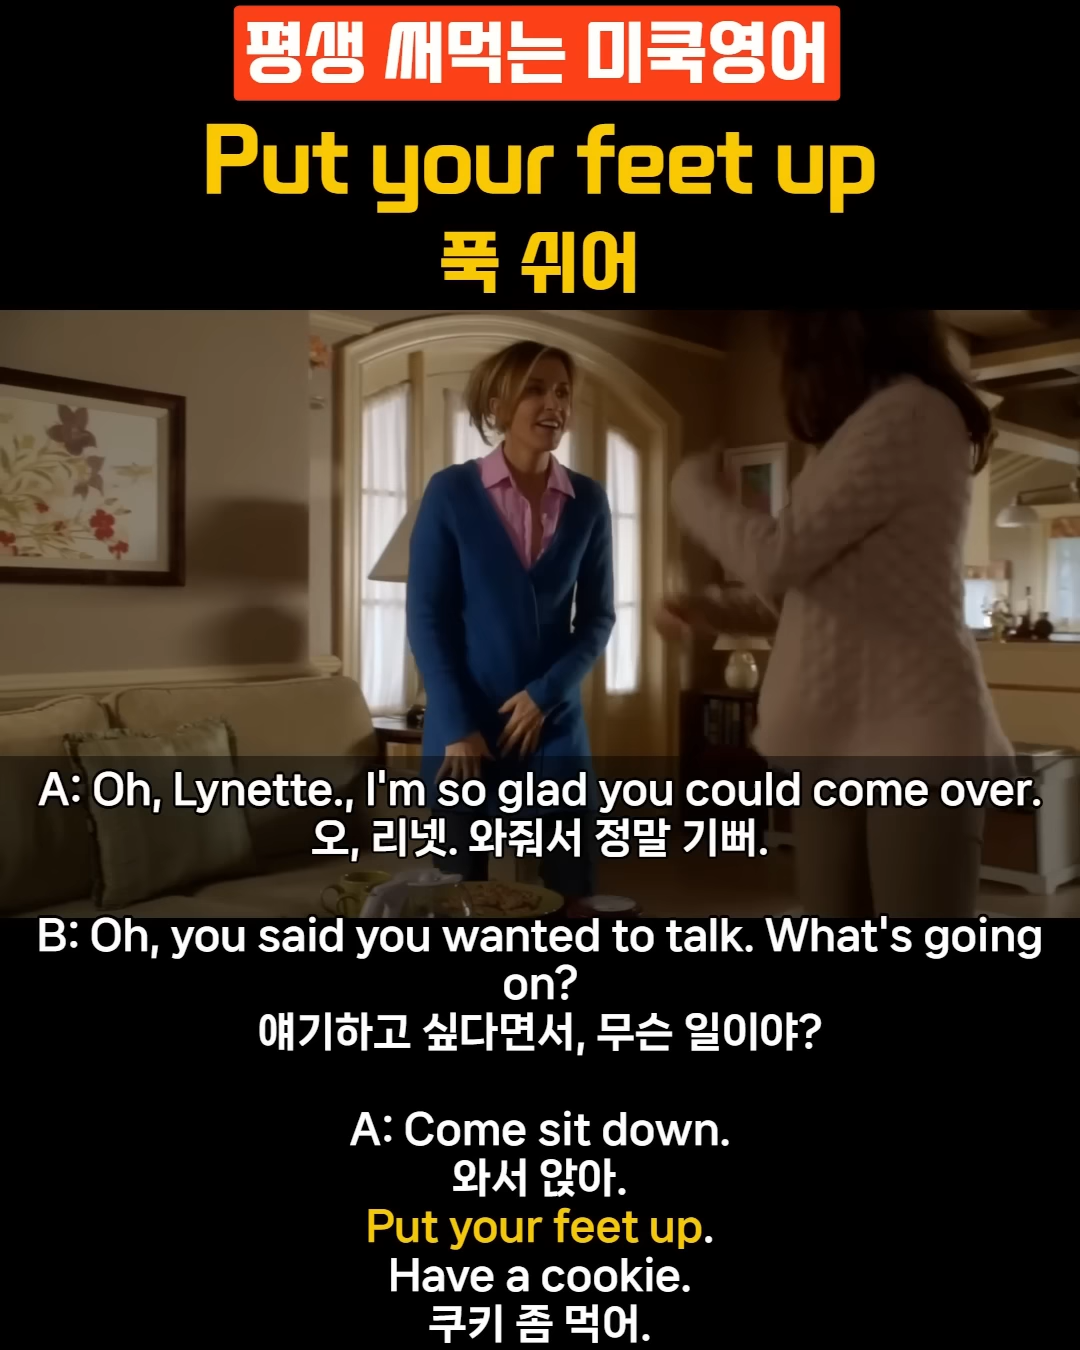 평생 써먹는 미쿡영어
Put your feet up
푹 쉬어
A: Oh, Lynette., I'm so glad you could come over.
오, 리넷. 와줘서 정말 기뻐.
B: Oh, you said you wanted to talk. What's going
on?
얘기하고 싶다면서, 무슨 일이야?
A: Come sit down.
와서 앉아.
Put your feet up.
Have a cookie.
쿠키 좀 먹어.